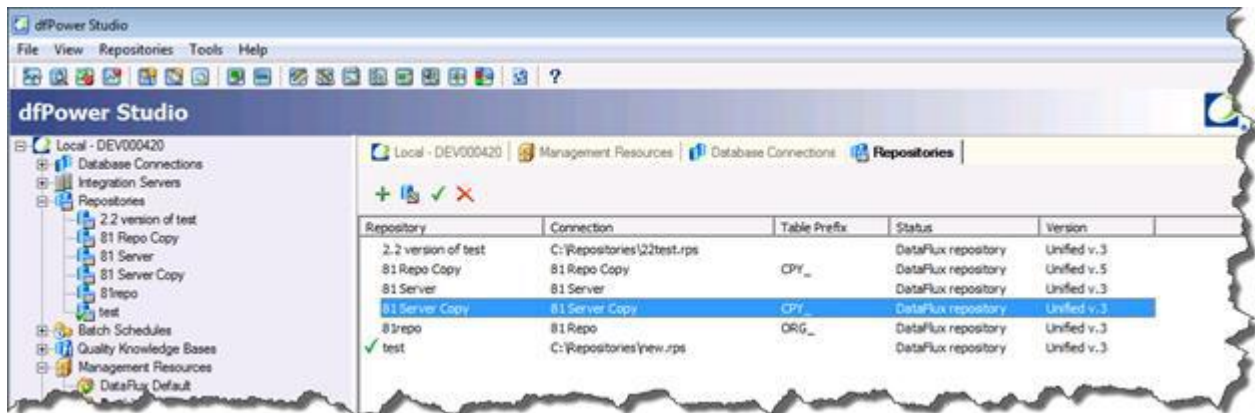 dfPower Studio
File View Repositories Tools Help
?
dfPower Studio
Local - DEV000420
Database Connections
Integration Servers
Repositories
2.2 version of test
81 Repo Copy
81 Server
81 Server Copy
81repo
test
Batch Schedules
Quality Knowledge Bases
Management Resources
DataFlux Default
Local - DEV000420 Management Resources Database Connections Repositories
Repository Connection Table Prefix Status Version
2.2 version of test C:\Repositories\22test.rps DataFlux repository Unified v.3
81 Repo Copy 81 Repo Copy CPY_ DataFlux repository Unified v.5
81 Server 81 Server DataFlux repository Unified v.3
81 Server Copy 81 Server Copy CPY_ DataFlux repository Unified v.3
81repo 81 Repo ORG_ DataFlux repository Unified v.3
test C:\Repositories\new.rps DataFlux repository Unified v.3